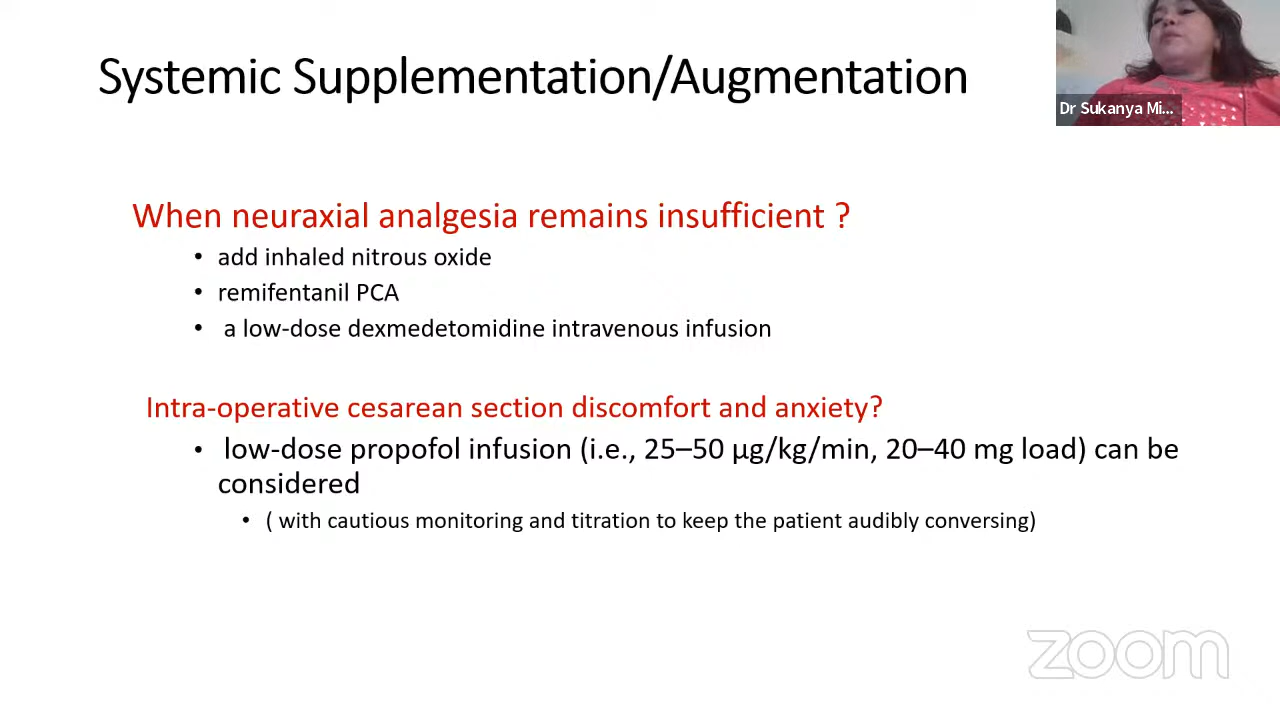 Systemic Supplementation/Augmentation
Dr Sukanya Mi...
When neuraxial analgesia remains insufficient ?
• add inhaled nitrous oxide
• remifentanil PCA
• a low-dose dexmedetomidine intravenous infusion
Intra-operative cesarean section discomfort and anxiety?
• low-dose propofol infusion (i.e., 25–50 µg/kg/min, 20–40 mg load) can be
considered
• ( with cautious monitoring and titration to keep the patient audibly conversing)
zoom